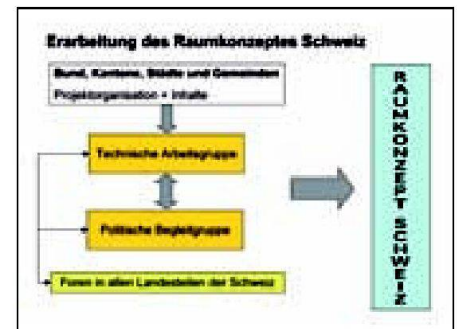 Erarbeitung des Raumkonzeptes Schweiz
Bund, Kantone, Städte und Gemeinden
Projektorganisation + Inhalte
Technische Arbeitsgruppe
Politische Begleitgruppe
Foren in allen Landesteilen der Schweiz
RAUMKONZEPT SCHWEIZ